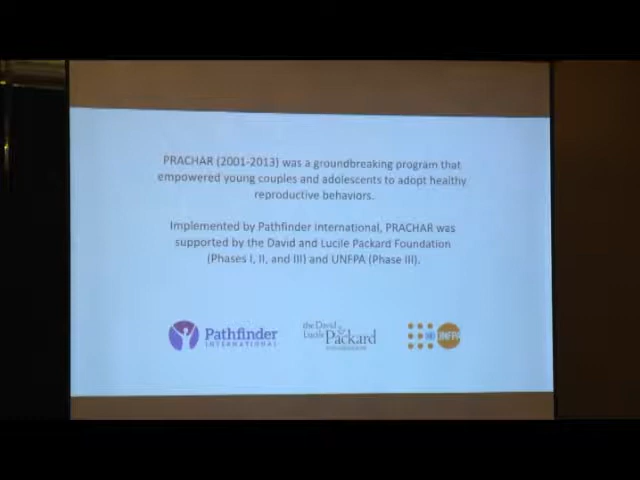 PRACHAR (2001-2013) was a groundbreaking program that
empowered young couples and adolescents to adopt healthy
reproductive behaviors.
Implemented by Pathfinder International, PRACHAR was
supported by the David and Lucile Packard Foundation
(Phases I, II, and III) and UNFPA (Phase III).
Pathfinder
INTERNATIONAL
the David &
Lucile Packard
UNFPA